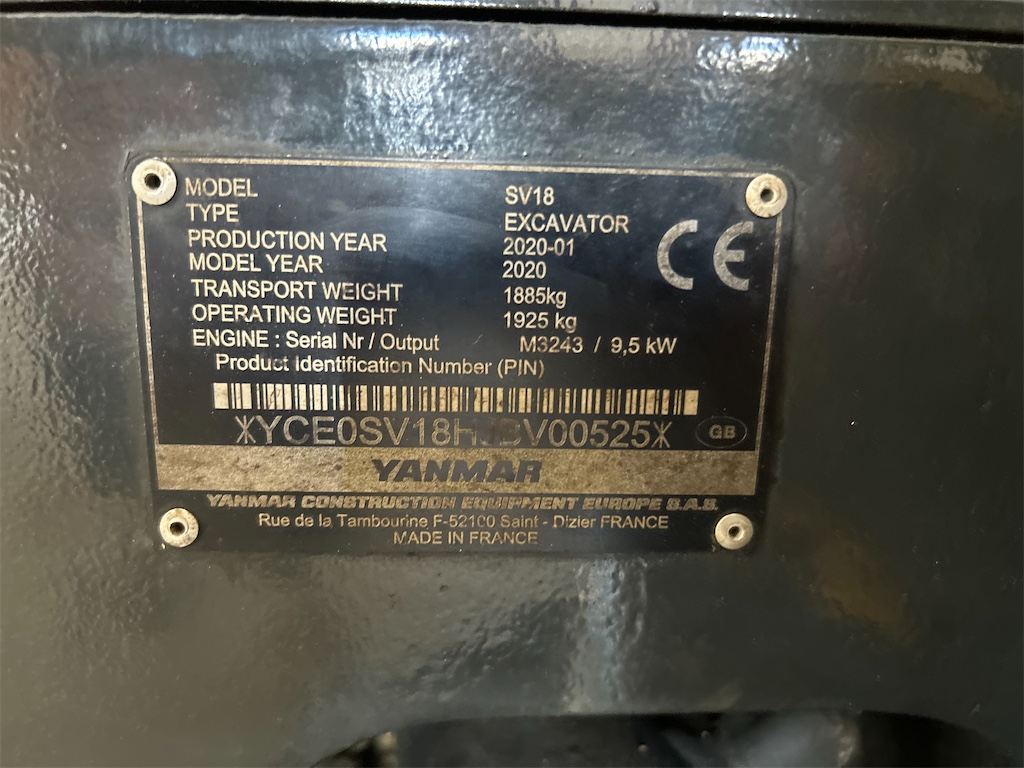 MODEL SV18
TYPE EXCAVATOR
PRODUCTION YEAR 2020-01
MODEL YEAR 2020
TRANSPORT WEIGHT 1885kg
OPERATING WEIGHT 1925 kg
ENGINE : Serial Nr / Output M3243 / 9,5 kW
CE
Product Identification Number (PIN)
GB
YANMAR
YANMAR CONSTRUCTION EQUIPMENT EUROPE S.A.S.
Rue de la Tambourine F-52100 Saint - Dizier FRANCE
MADE IN FRANCE